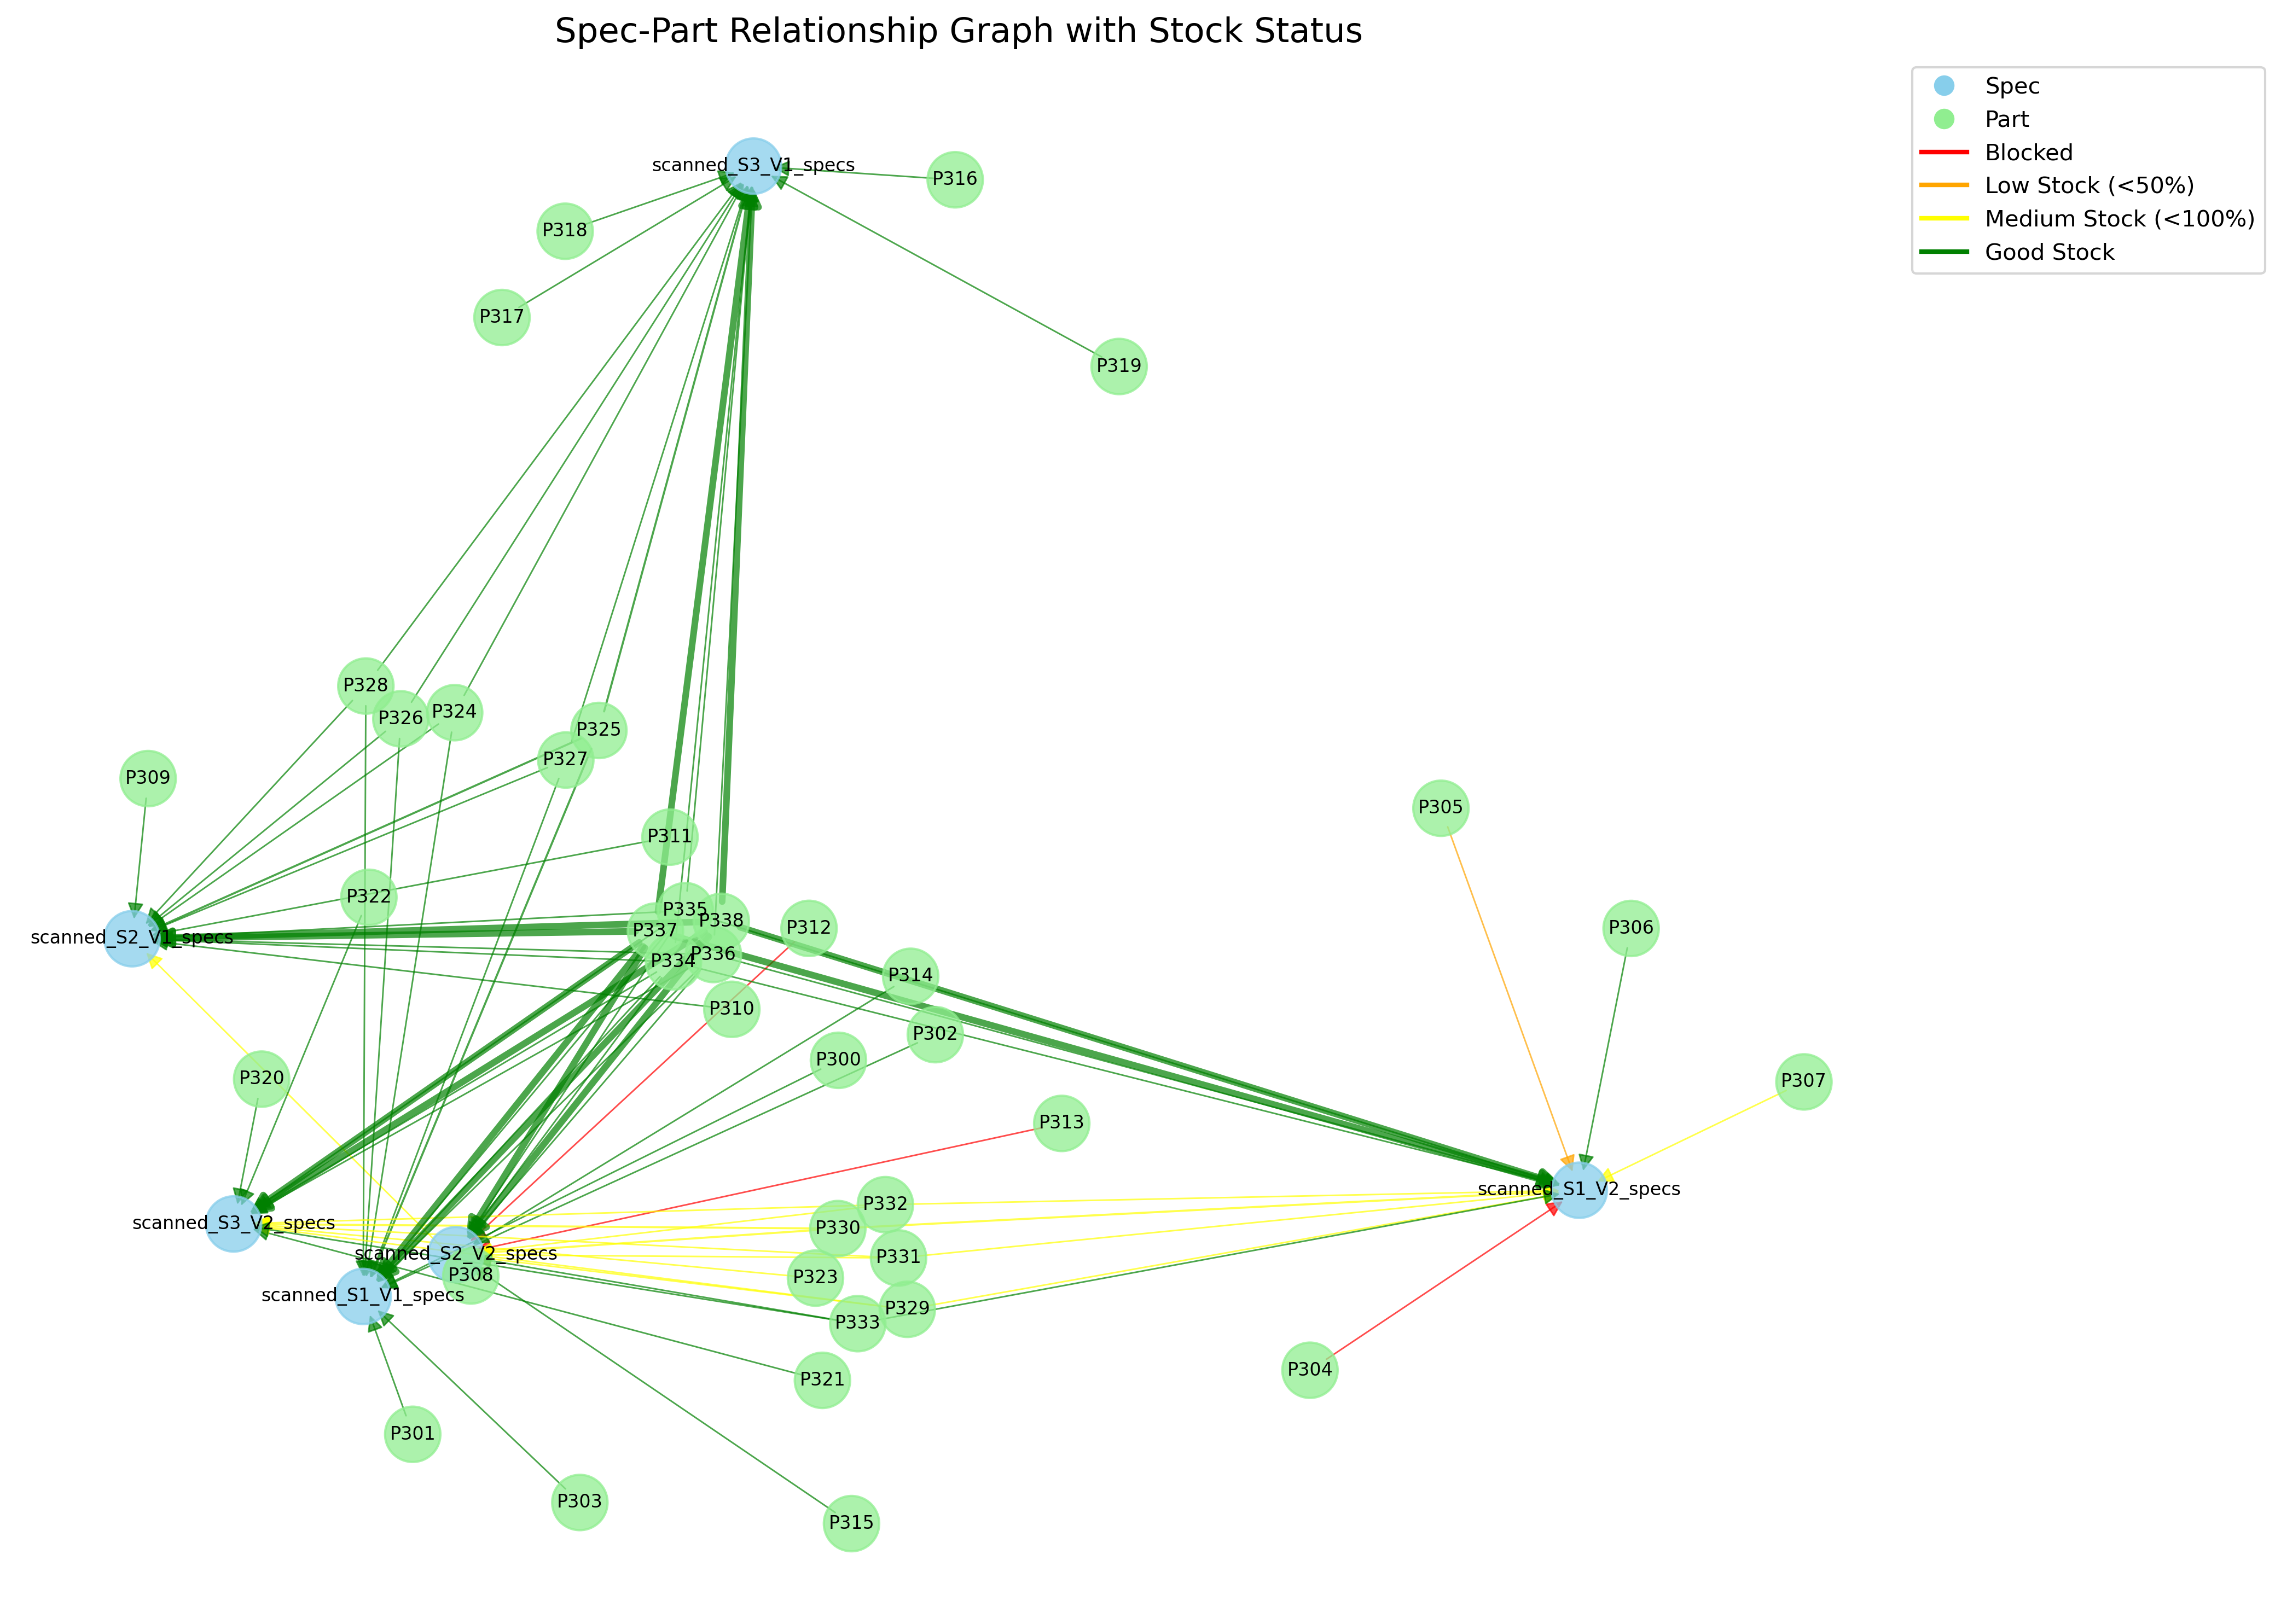 Spec-Part Relationship Graph with Stock Status
Spec
Part
Blocked
Low Stock (<50%)
Medium Stock (<100%)
Good Stock
scanned_S3_V1_specs
P316
P318
P317
P319
P328
P326
P324
P325
P327
P309
P305
P311
P322
P335
P338
P337
P312
P306
scanned_S2_V1_specs
P336
P334
P314
P310
P302
P300
P320
P307
P313
scanned_S1_V2_specs
P332
scanned_S3_V2_specs
P330
scanned_S2_V2_specs
P331
P308
P323
scanned_S1_V1_specs
P329
P333
P304
P321
P301
P303
P315